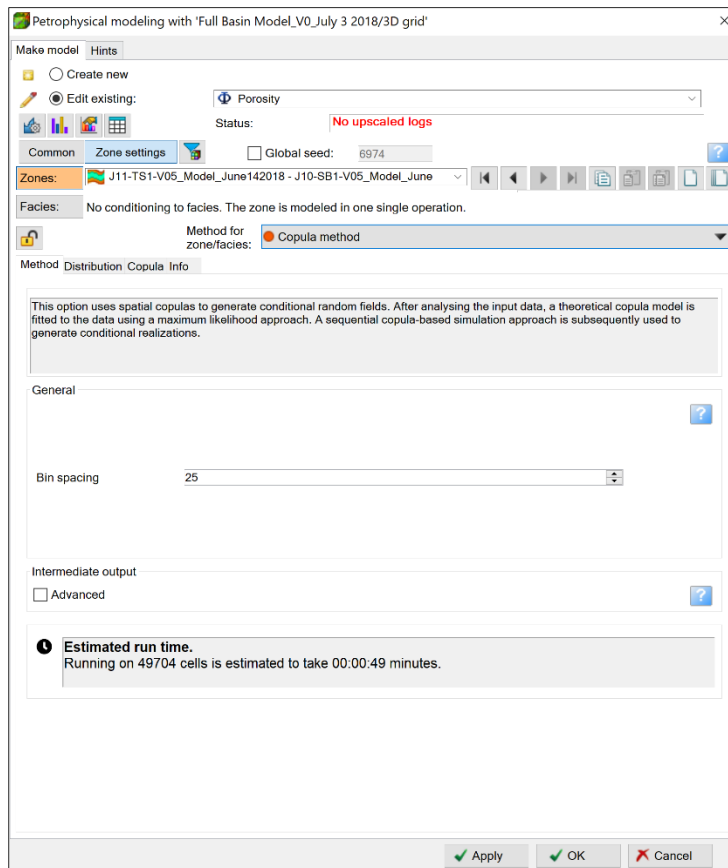 Petrophysical modeling with 'Full Basin Model_V0_July 3 2018/3D grid'
Make model Hints
Create new
Edit existing: Porosity
Status: No upscaled logs
Common Zone settings Global seed: 6974
Zones: J11-TS1-V05_Model_June142018 - J10-SB1-V05_Model_June
Facies: No conditioning to facies. The zone is modeled in one single operation.
Method for
zone/facies: Copula method
Method Distribution Copula Info
This option uses spatial copulas to generate conditional random fields. After analysing the input data, a theoretical copula model is
fitted to the data using a maximum likelihood approach. A sequential copula-based simulation approach is subsequently used to
generate conditional realizations.
General
Bin spacing 25
Intermediate output
Advanced
Estimated run time.
Running on 49704 cells is estimated to take 00:00:49 minutes.
Apply OK Cancel